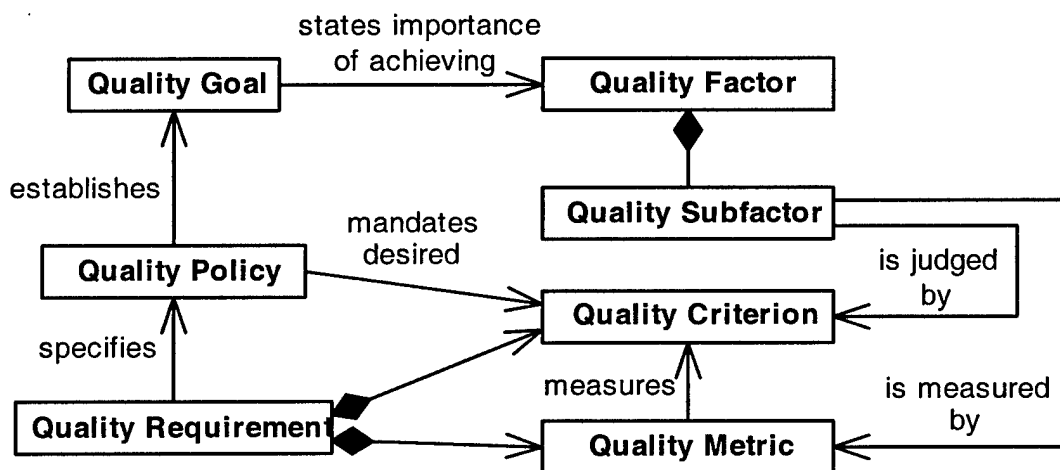 states importance
of achieving
Quality Goal
Quality Factor
establishes
Quality Subfactor
mandates
desired
is judged
by
Quality Policy
Quality Criterion
specifies
measures
is measured
by
Quality Requirement
Quality Metric